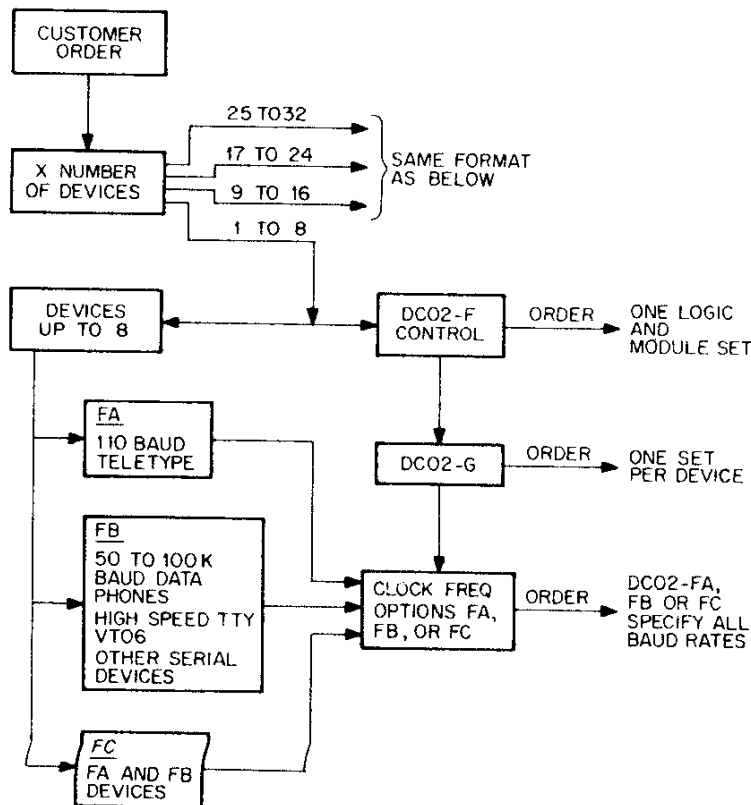 CUSTOMER
ORDER
X NUMBER
OF DEVICES
25 TO 32
17 TO 24
9 TO 16
1 TO 8
SAME FORMAT
AS BELOW
DEVICES
UP TO 8
DC02-F
CONTROL
ORDER
ONE LOGIC
AND
MODULE SET
FA
110 BAUD
TELETYPE
DC02-G
ORDER
ONE SET
PER DEVICE
FB
50 TO 100K
BAUD DATA
PHONES
HIGH SPEED TTY
VT06
OTHER SERIAL
DEVICES
CLOCK FREQ
OPTIONS FA,
FB, OR FC
ORDER
DC02-FA,
FB OR FC
SPECIFY ALL
BAUD RATES
FC
FA AND FB
DEVICES